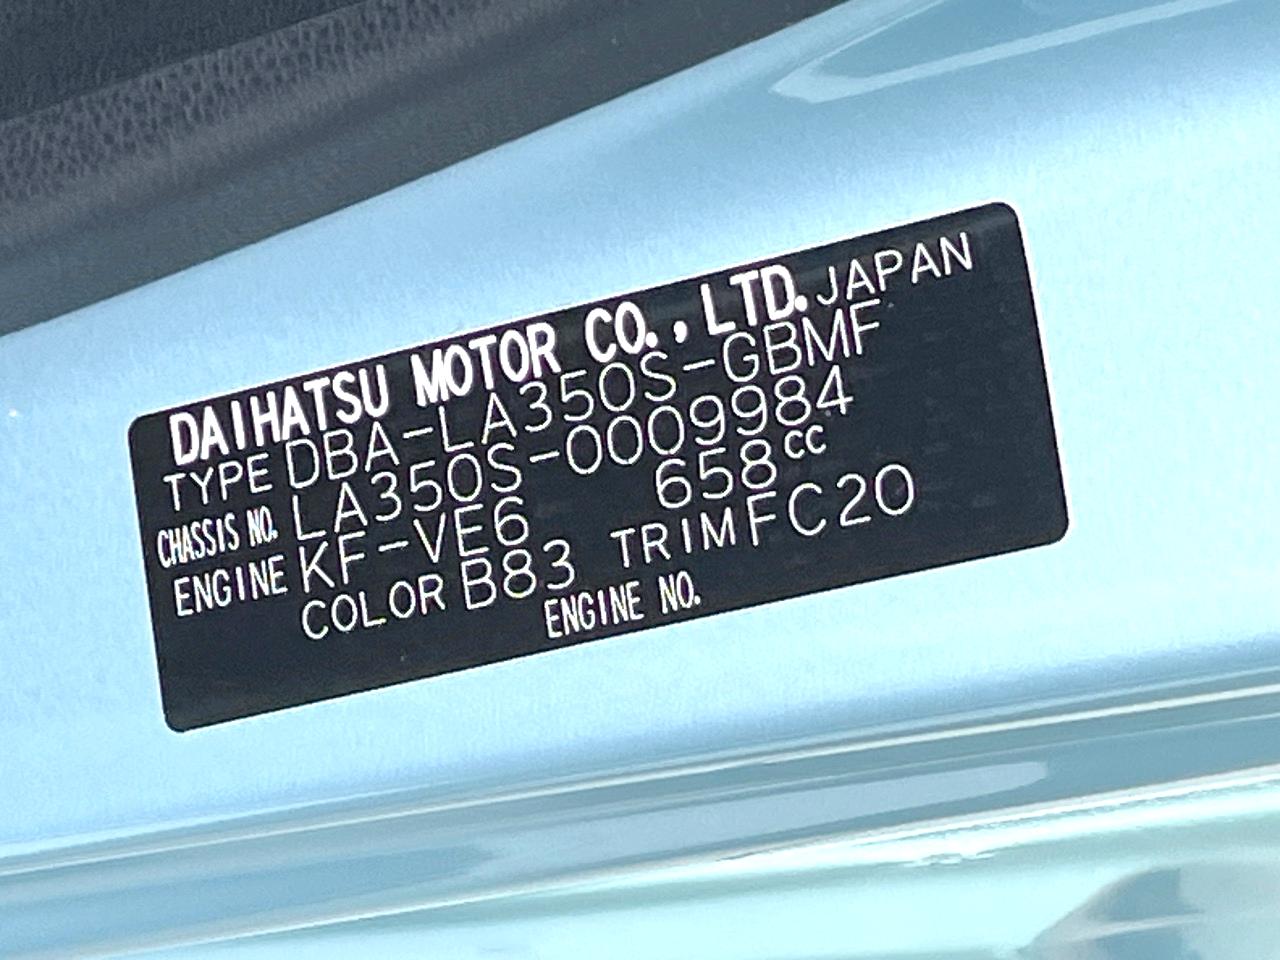 DAIHATSU MOTOR CO., LTD. JAPAN
TYPE DBA-LA350S-GBMF
CHASSIS NO. LA350S-0009984
ENGINE KF-VE6 658cc
COLOR B83 TRIM FC20
ENGINE NO.